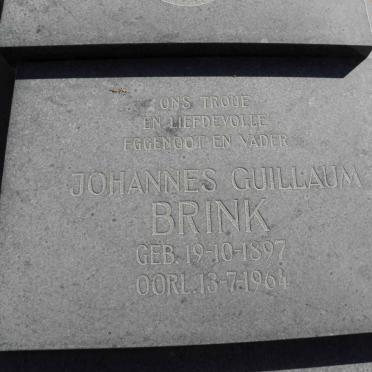 ONS TROUE
EN LIEFDEVOLLE
EGGENOOT EN VADER
JOHANNES GUILLAUM
BRINK
GEB. 19-10-1897
OORL. 13-7-1964